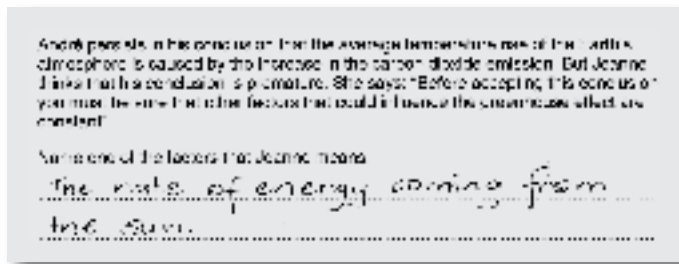 André persists in his conclusion that the average temperature rise of the Earth's
atmosphere is caused by the increase in the carbon dioxide emission. But Jeanne
thinks that his conclusion is premature. She says: "Before accepting this conclusion
you must be sure that other factors that could influence the greenhouse effect are
constant".
Name one of the factors that Jeanne means.
The rate of energy coming from
the sun.